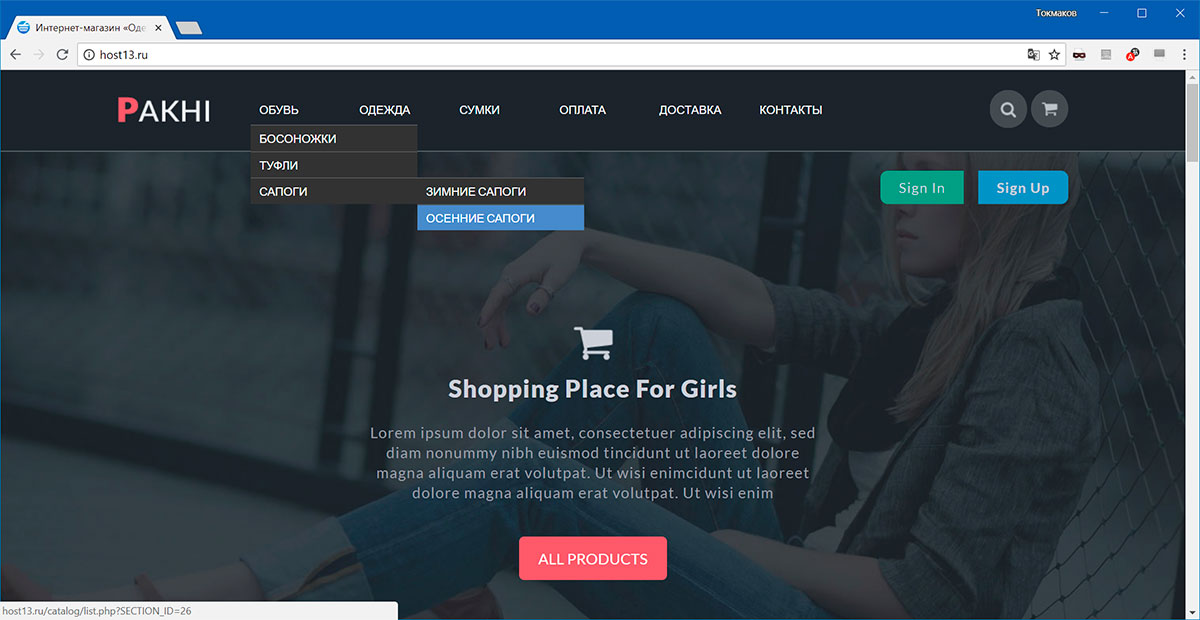 Токмаков
Интернет-магазин «Оде
host13.ru
PAKHI
ОБУВЬ ОДЕЖДА СУМКИ ОПЛАТА ДОСТАВКА КОНТАКТЫ
БОСОНОЖКИ
ТУФЛИ
САПОГИ ЗИМНИЕ САПОГИ
ОСЕННИЕ САПОГИ
Sign In Sign Up
Shopping Place For Girls
Lorem ipsum dolor sit amet, consectetuer adipiscing elit, sed
diam nonummy nibh euismod tincidunt ut laoreet dolore
magna aliquam erat volutpat. Ut wisi enimcidunt ut laoreet
dolore magna aliquam erat volutpat. Ut wisi enim
ALL PRODUCTS
host13.ru/catalog/list.php?SECTION_ID=26